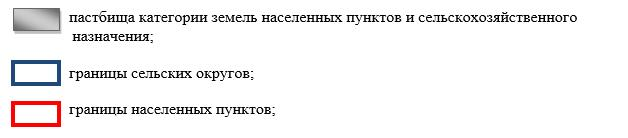 пастбища категории земель населенных пунктов и сельскохозяйственного
назначения;
границы сельских округов;
границы населенных пунктов;